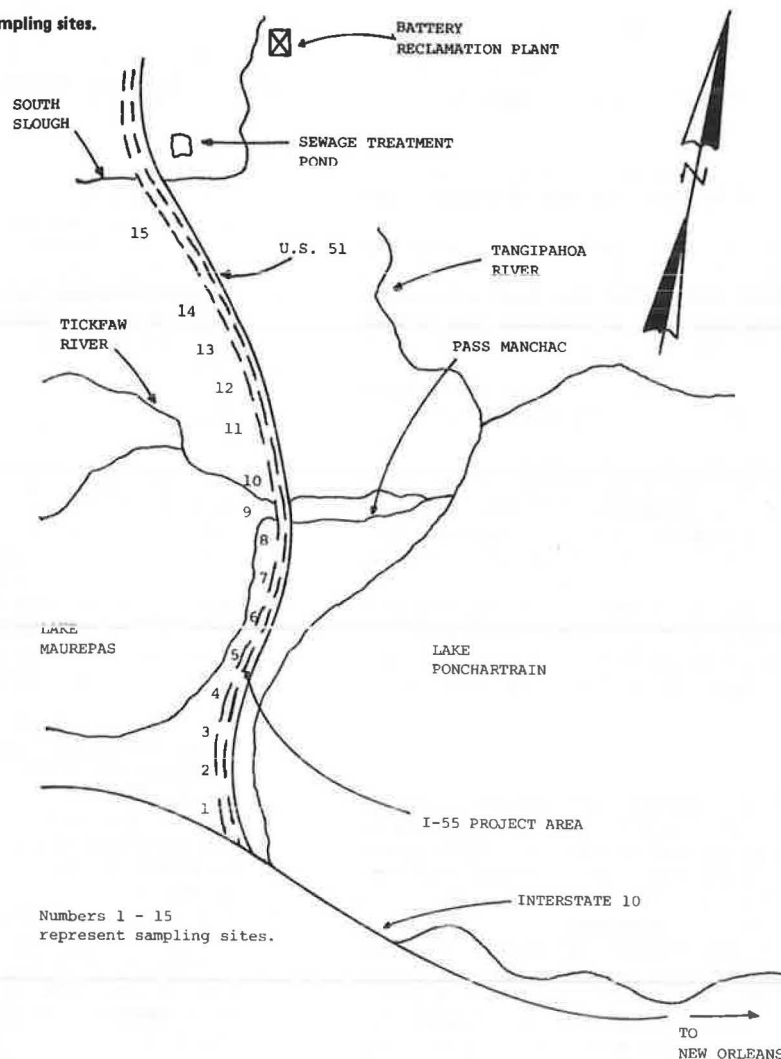 mpling sites.
BATTERY
RECLAMATION PLANT
SOUTH
SLOUGH
SEWAGE TREATMENT
POND
15
U.S. 51
TANGIPAHOA
RIVER
N
14
TICKFAW
RIVER
13
PASS MANCHAC
12
11
10
9
8
7
6
LAKE
MAUREPAS
5
LAKE
PONCHARTRAIN
4
3
2
1
I-55 PROJECT AREA
INTERSTATE 10
Numbers 1 - 15
represent sampling sites.
TO
NEW ORLEANS